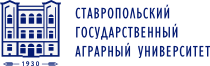 СТАВРОПОЛЬСКИЙ
ГОСУДАРСТВЕННЫЙ
АГРАРНЫЙ УНИВЕРСИТЕТ
1930